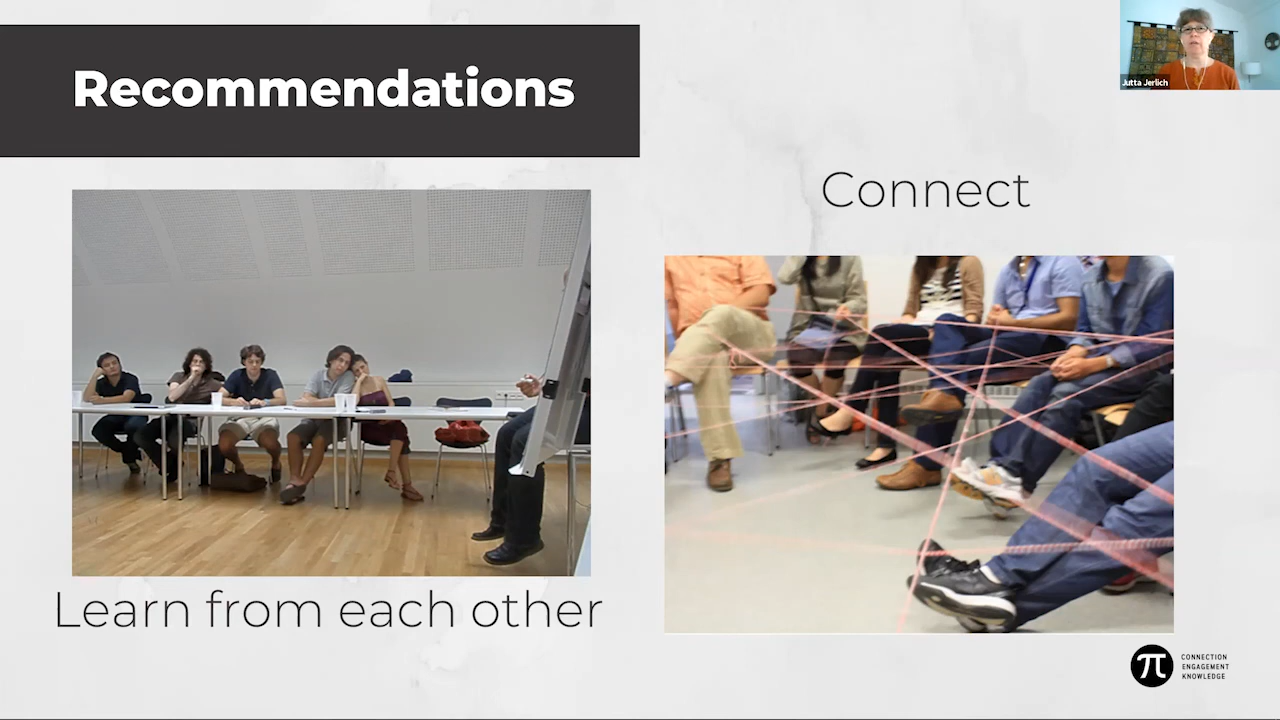 Recommendations
Jutta Jerlich
Connect
Learn from each other
CONNECTION
ENGAGEMENT
KNOWLEDGE